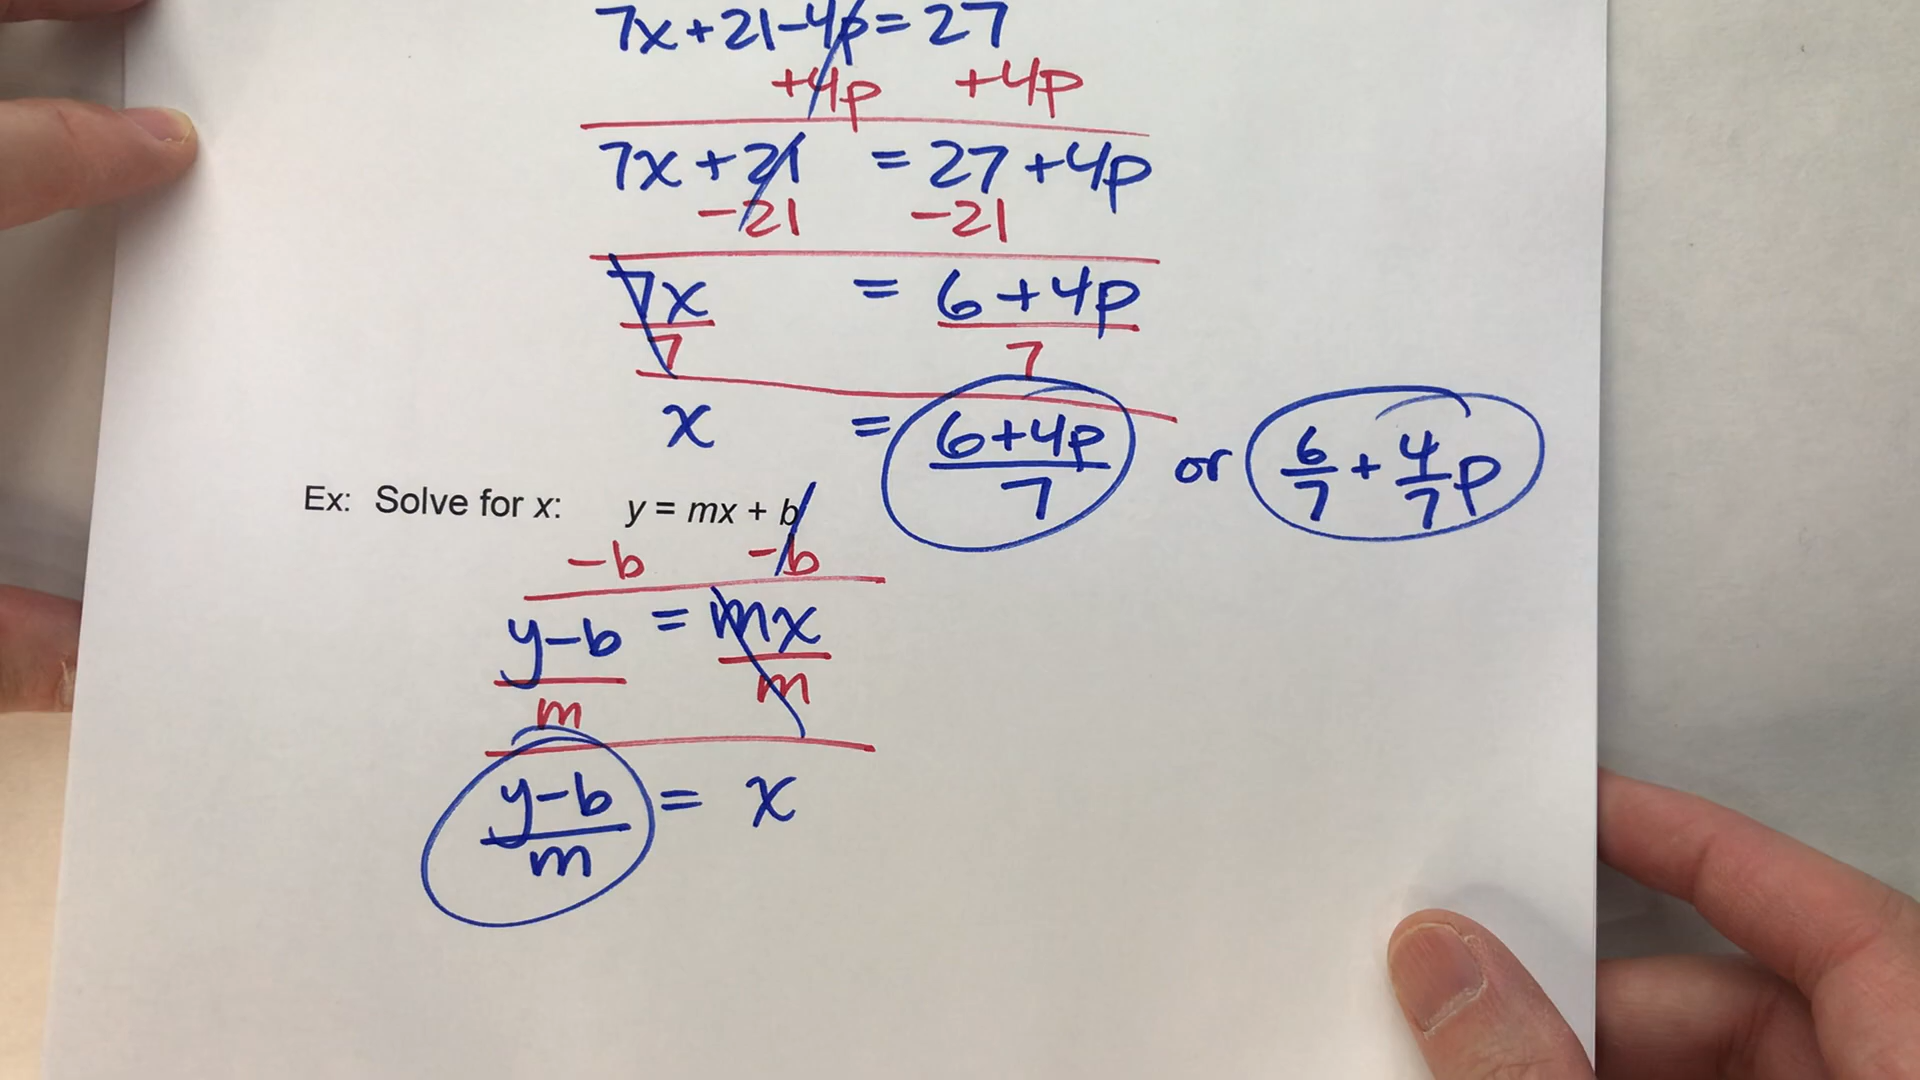 7x+21-4p=27
+4p +4p
7x+21 = 27+4p
-21 -21
7x = 6+4p
7 7
x = 6+4p/7 or 6/7+4/7p
Ex: Solve for x: y = mx + b
-b -b
y-b = mx
m m
y-b/m = x